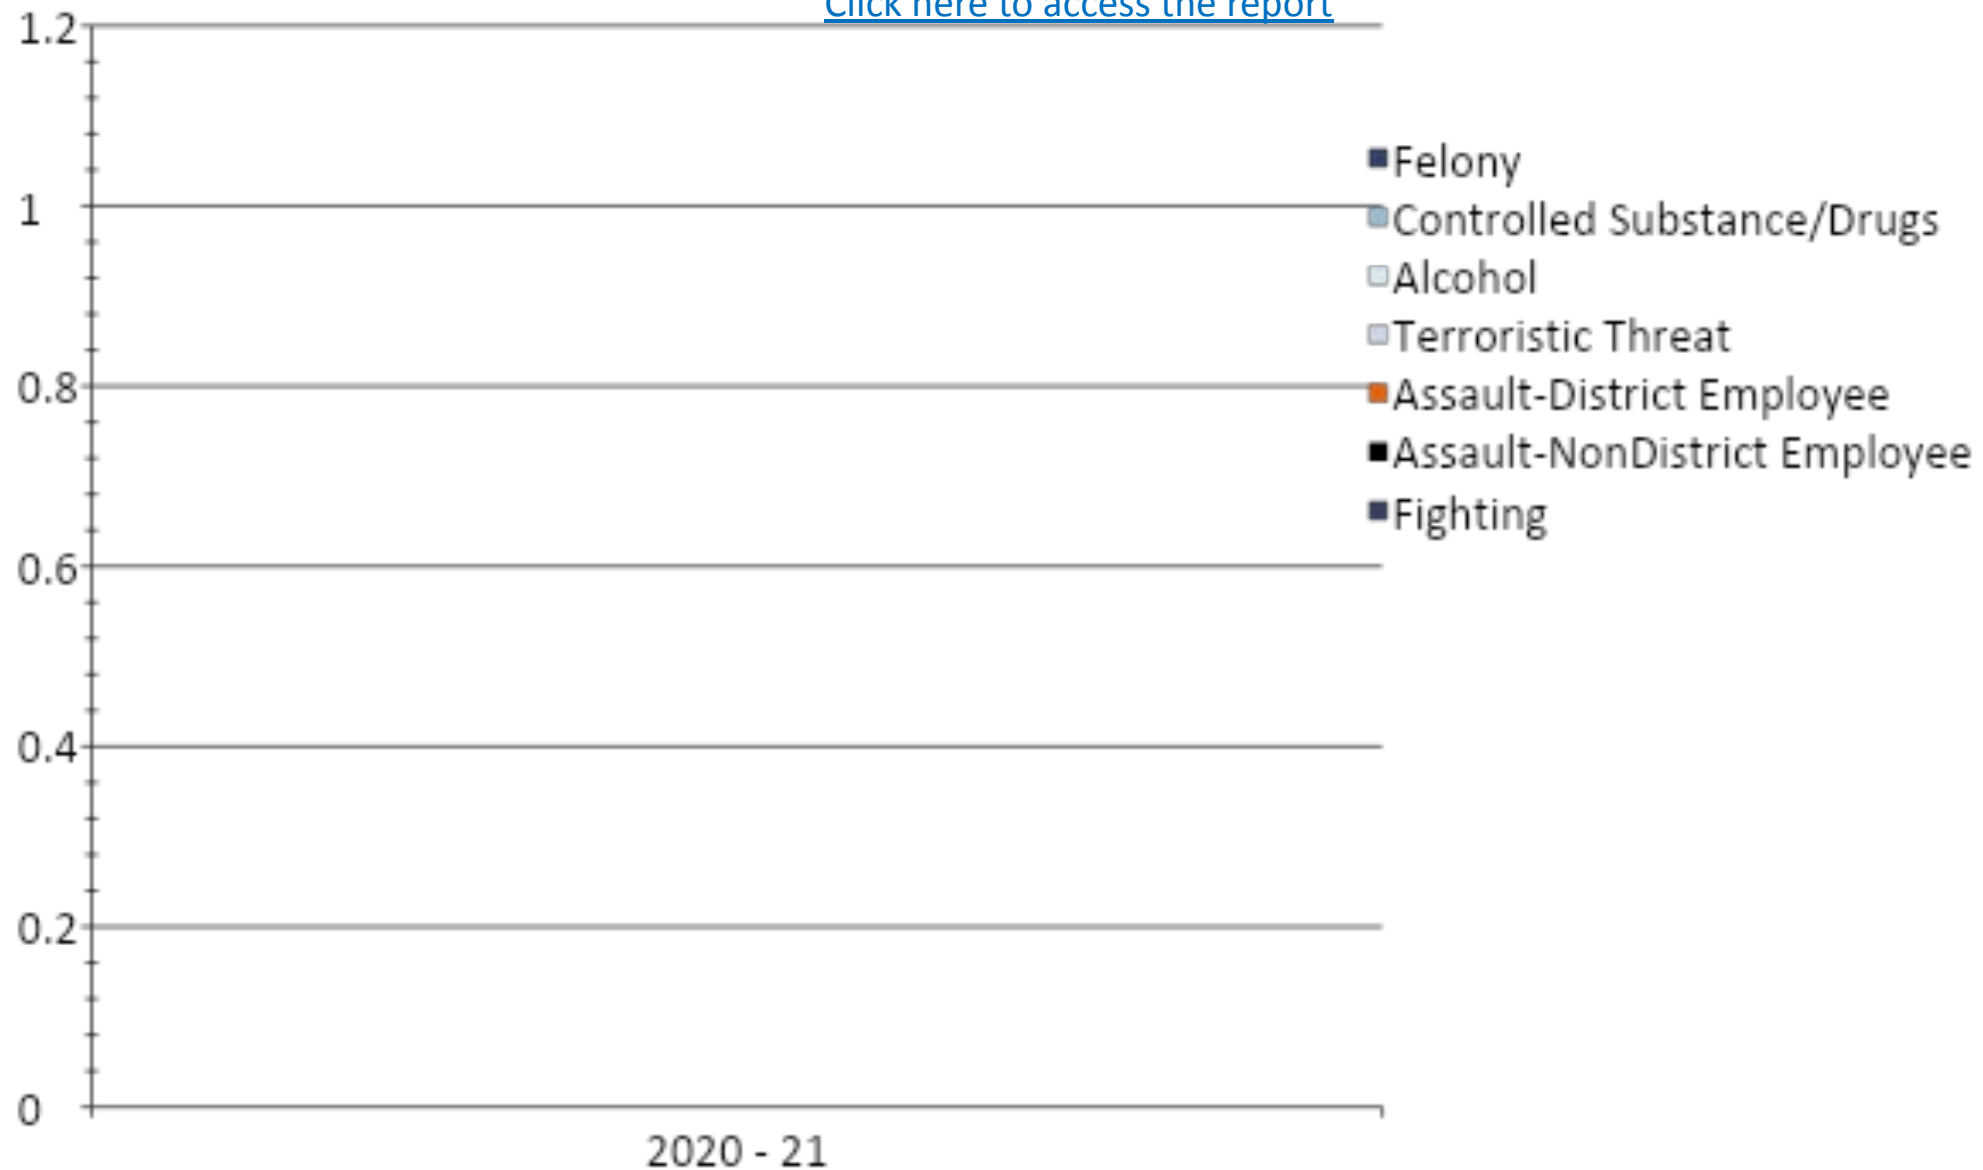 Click here to access the report
1.2
1
0.8
0.6
0.4
0.2
0
2020 - 21
Felony
Controlled Substance/Drugs
Alcohol
Terroristic Threat
Assault-District Employee
Assault-NonDistrict Employee
Fighting